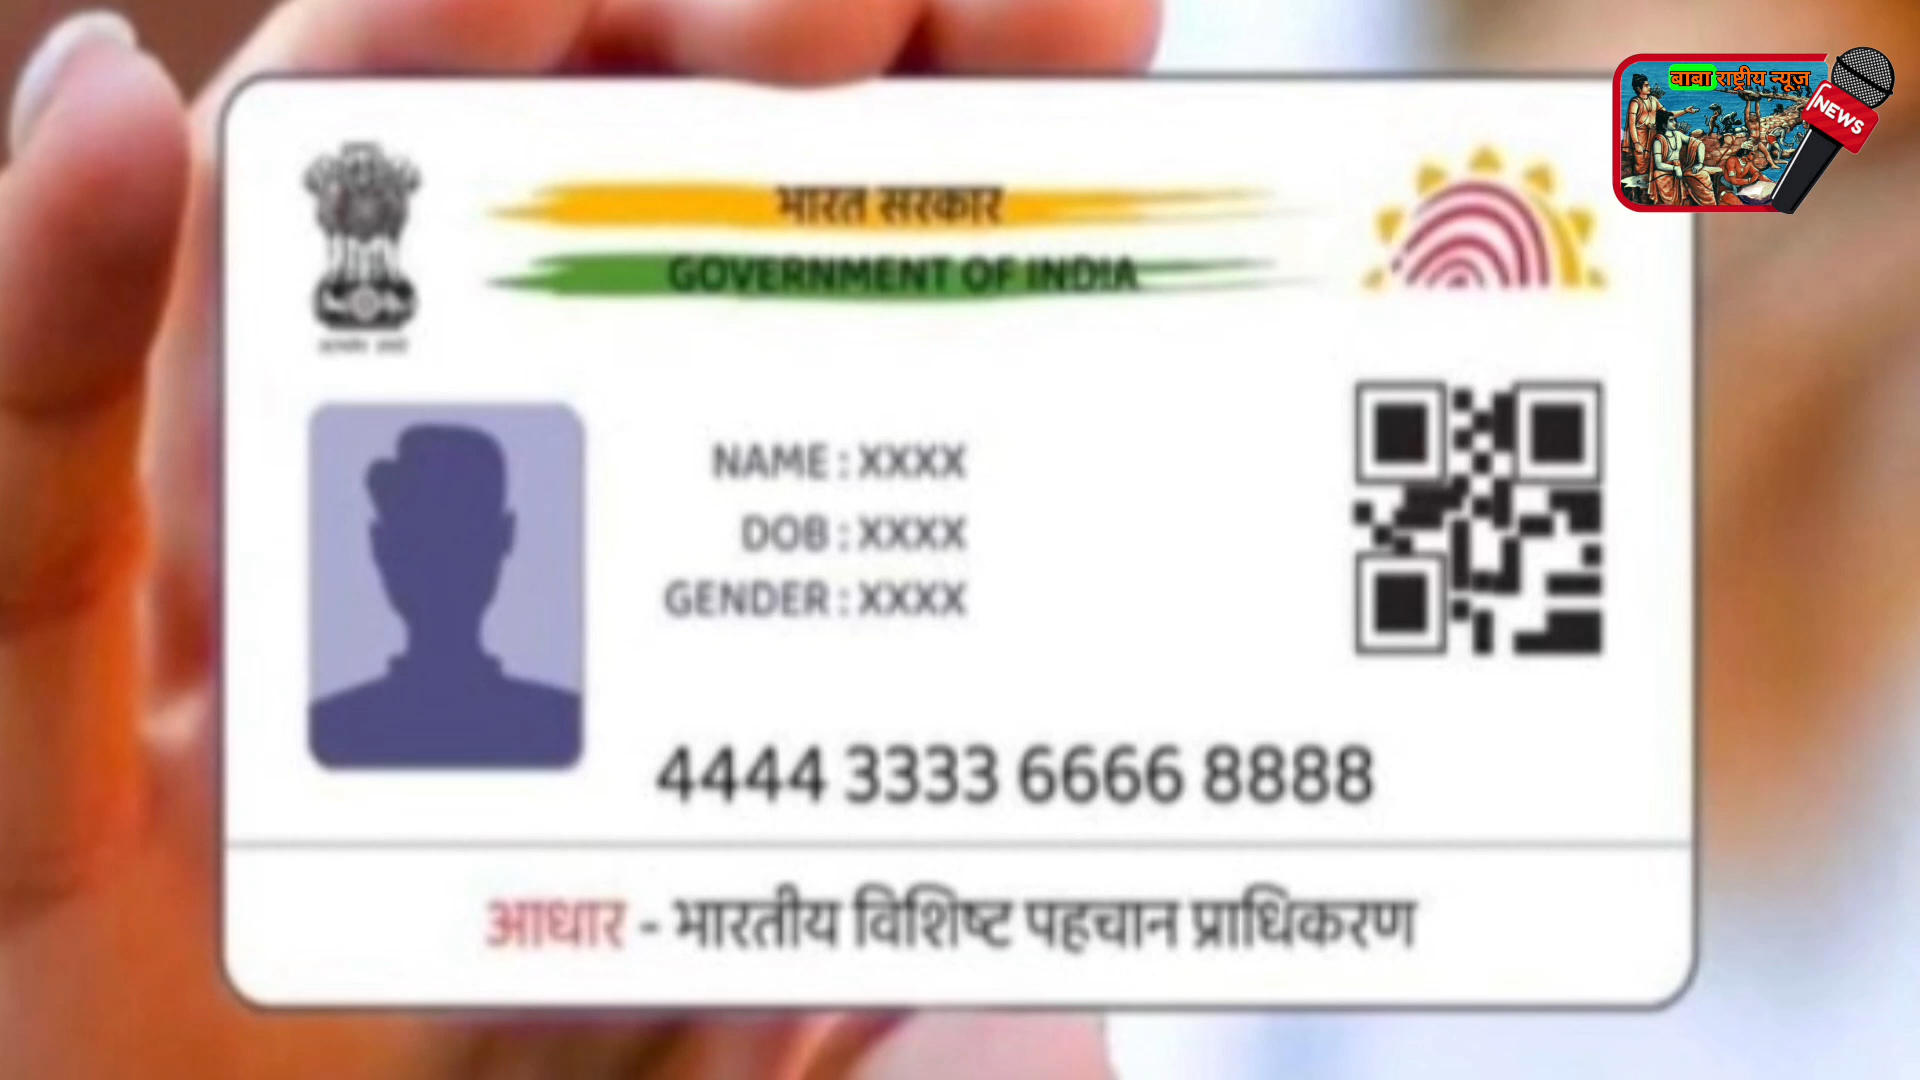 बाबा राष्ट्रीय न्यूज़
NEWS
भारत सरकार
GOVERNMENT OF INDIA
NAME : XXXX
DOB : XXXX
GENDER : XXXX
4444 3333 6666 8888
आधार - भारतीय विशिष्ट पहचान प्राधिकरण